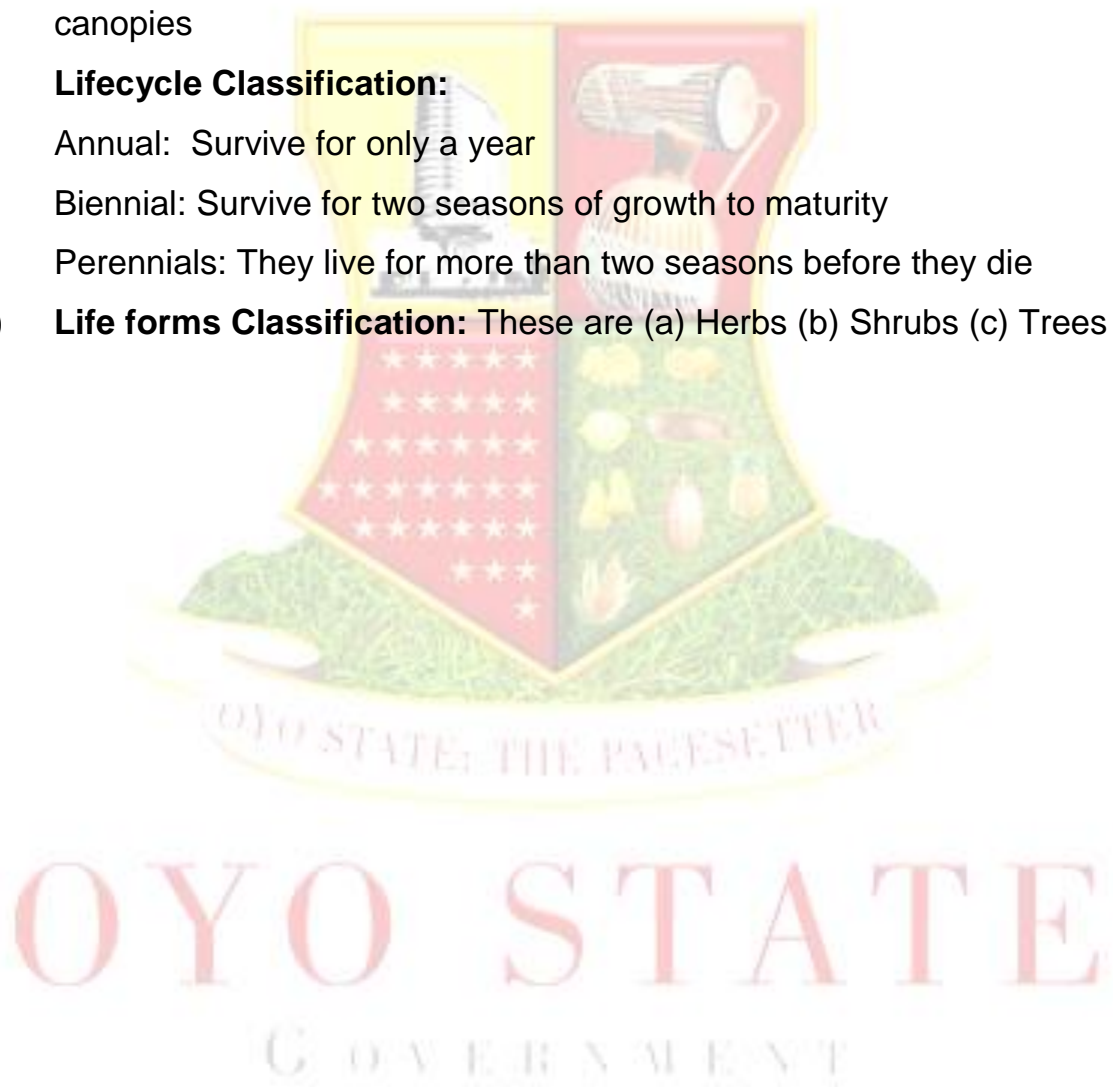 canopies
Lifecycle Classification:
Annual: Survive for only a year
Biennial: Survive for two seasons of growth to maturity
Perennials: They live for more than two seasons before they die
) Life forms Classification: These are (a) Herbs (b) Shrubs (c) Trees
OYO STATE: THE PACESETTER
OYO STATE
GOVERNMENT